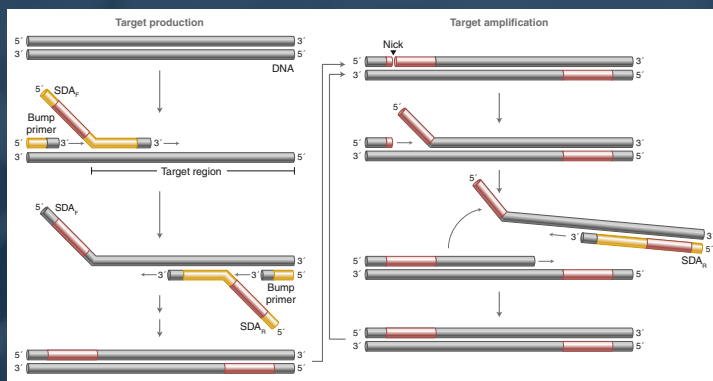 Target production
5´ 3´
3´ 5´
DNA
5´ SDAF
Bump
primer
5´ 3´ 3´
3´ 5´
Target region
5´ SDAF
3´
3´ 3´ 5´
Bump
primer
SDAR 5´
5´ 3´
3´ 5´
Target amplification
Nick
5´ 3´
3´ 5´
5´
5´ 3´
3´ 5´
5´
3´
3´ 5´
SDAR
5´
3´ 5´
5´ 3´
3´ 5´